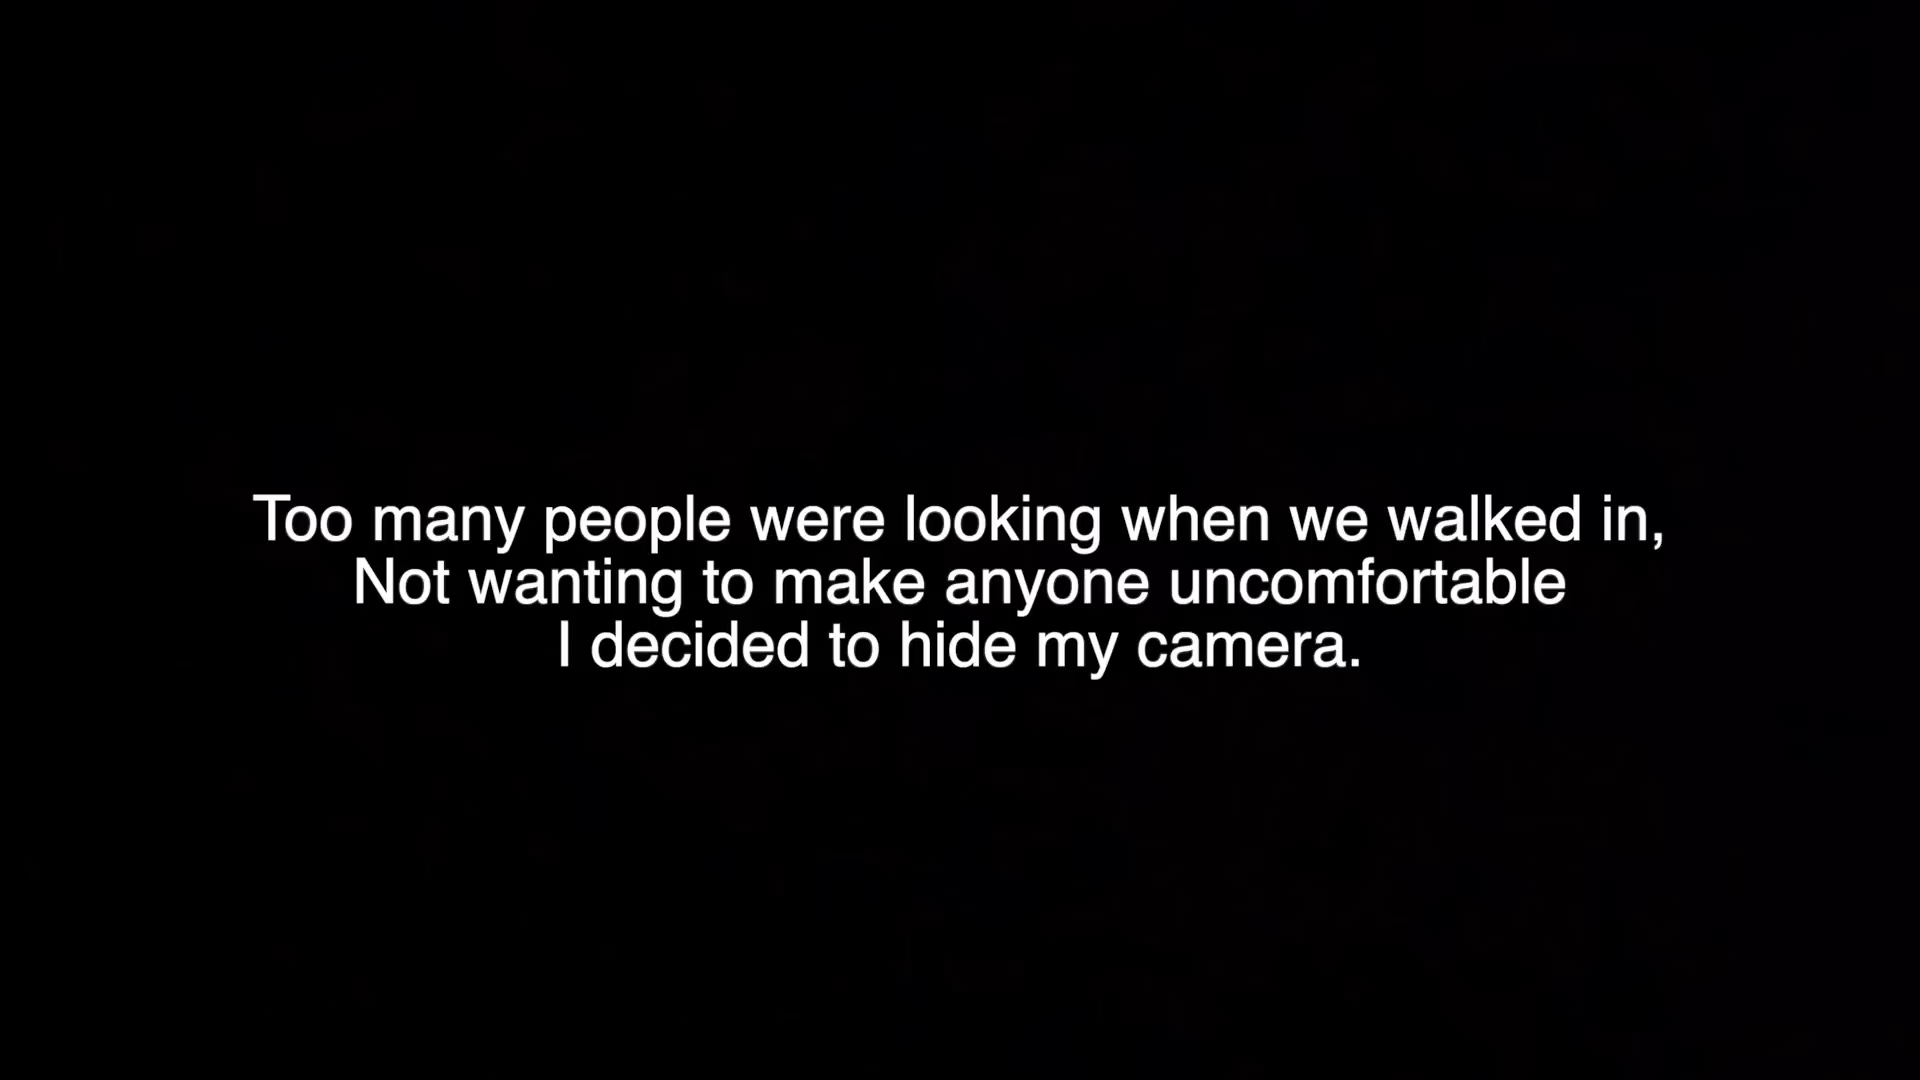 Too many people were looking when we walked in,
Not wanting to make anyone uncomfortable
I decided to hide my camera.